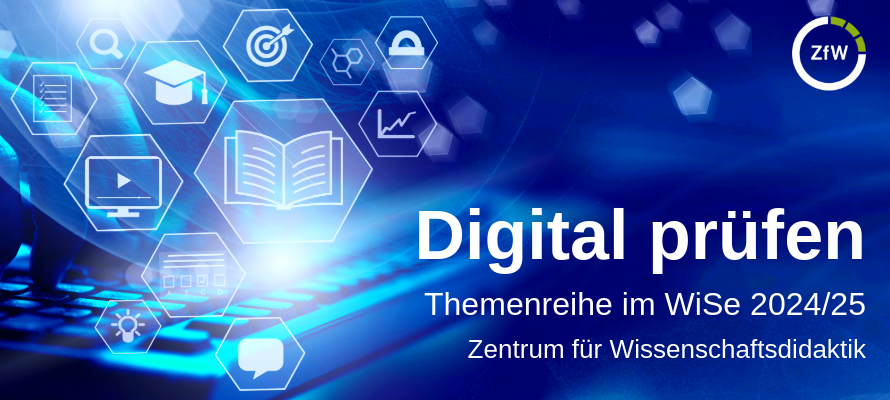 ZfW
Digital prüfen
Themenreihe im WiSe 2024/25
Zentrum für Wissenschaftsdidaktik
A B C D